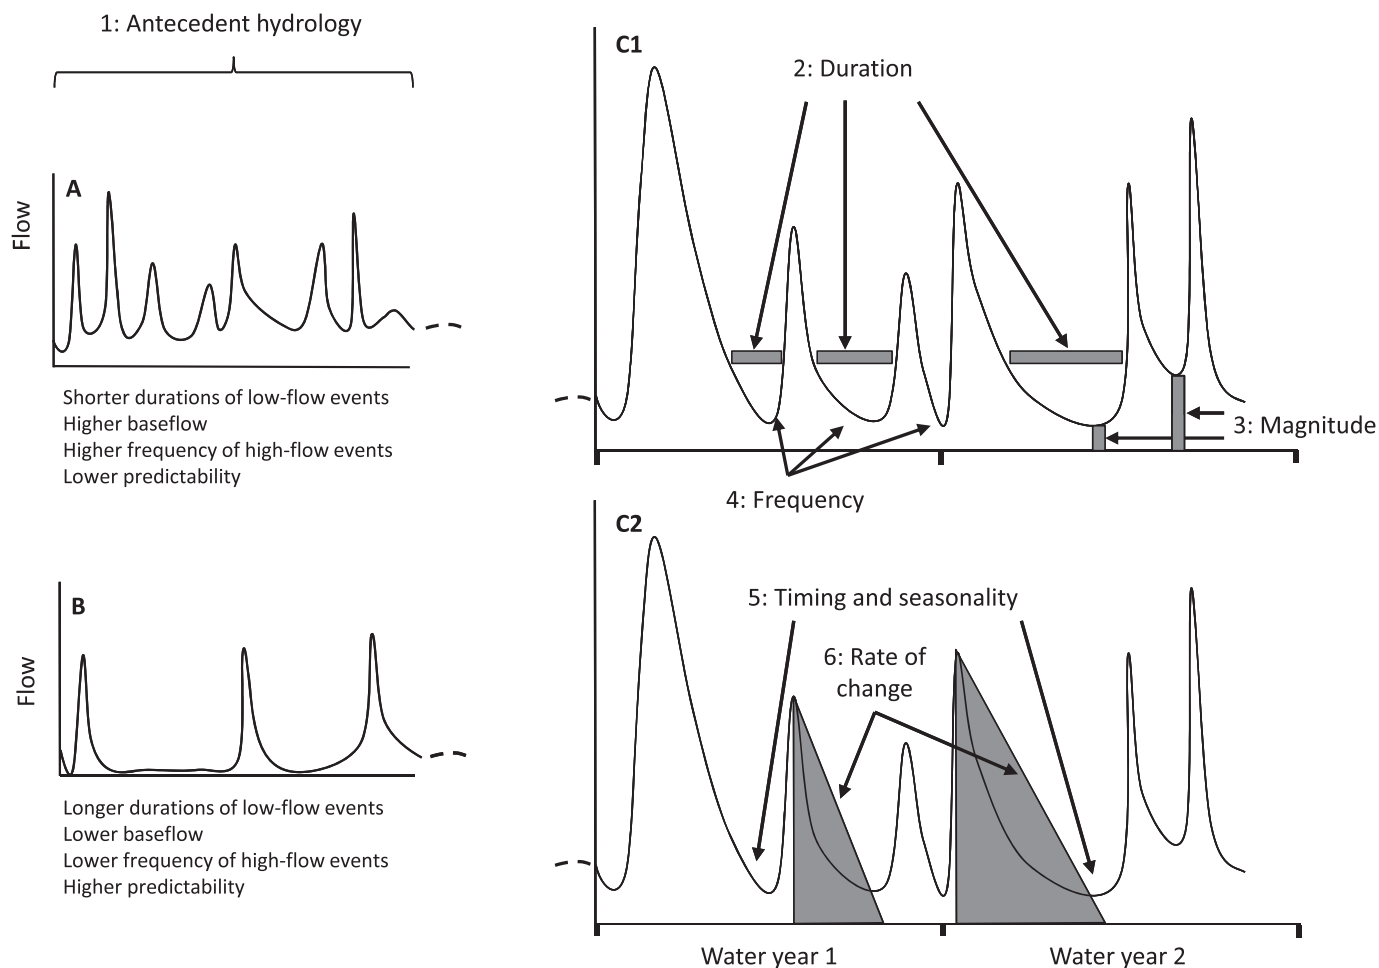 1: Antecedent hydrology
A
Flow
Shorter durations of low-flow events
Higher baseflow
Higher frequency of high-flow events
Lower predictability
B
Flow
Longer durations of low-flow events
Lower baseflow
Lower frequency of high-flow events
Higher predictability
C1
2: Duration
3: Magnitude
4: Frequency
C2
5: Timing and seasonality
6: Rate of
change
Water year 1
Water year 2